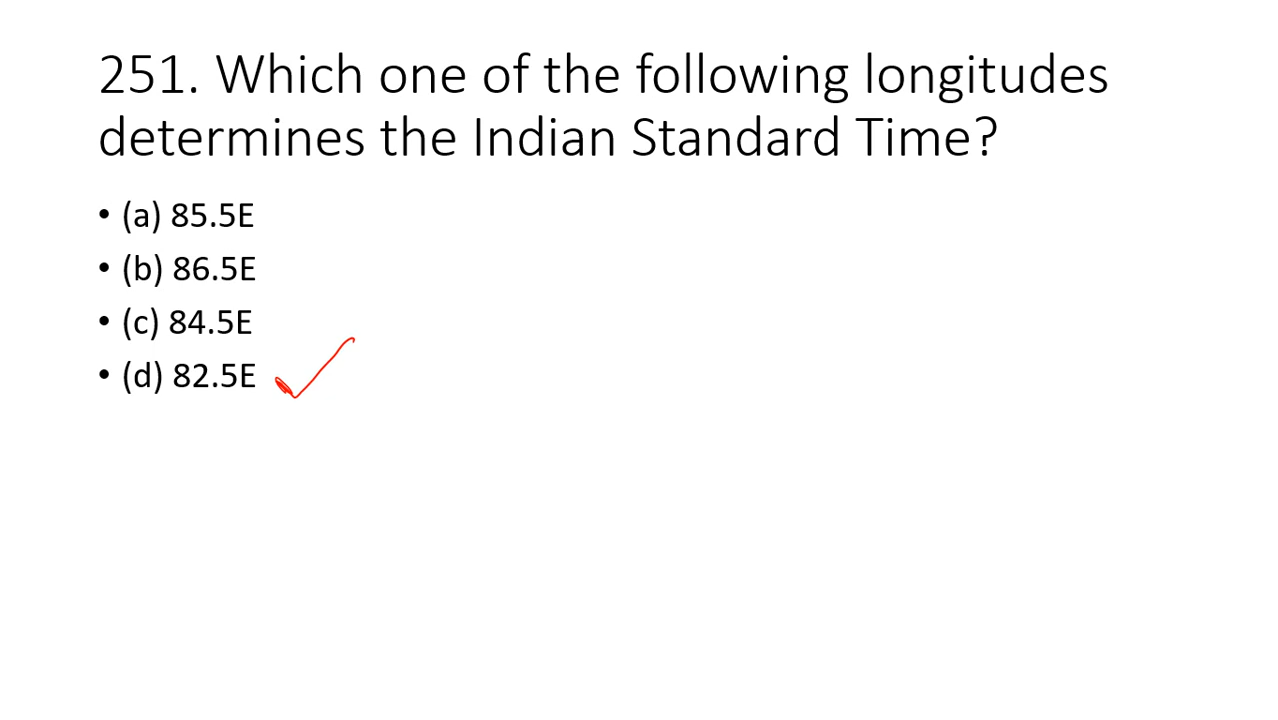 251. Which one of the following longitudes
determines the Indian Standard Time?
• (a) 85.5E
• (b) 86.5E
• (c) 84.5E
• (d) 82.5E